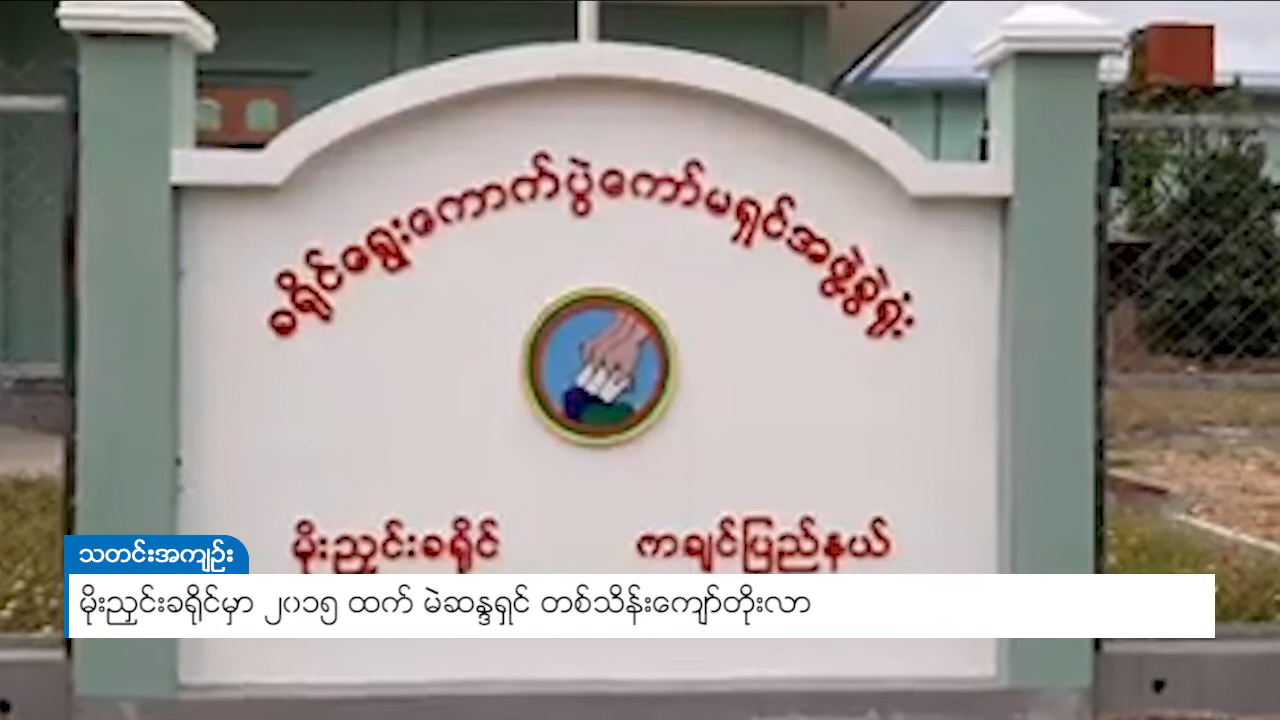 ခရိုင်ရွေးကောက်ပွဲကော်မရှင်အဖွဲ့ခွဲရုံး
မိုးညှင်းခရိုင် ကချင်ပြည်နယ်
သတင်းအကျဉ်း
မိုးညှင်းခရိုင်မှာ ၂၀၁၅ ထက် မဲဆန္ဒရှင် တစ်သိန်းကျော်တိုးလာ